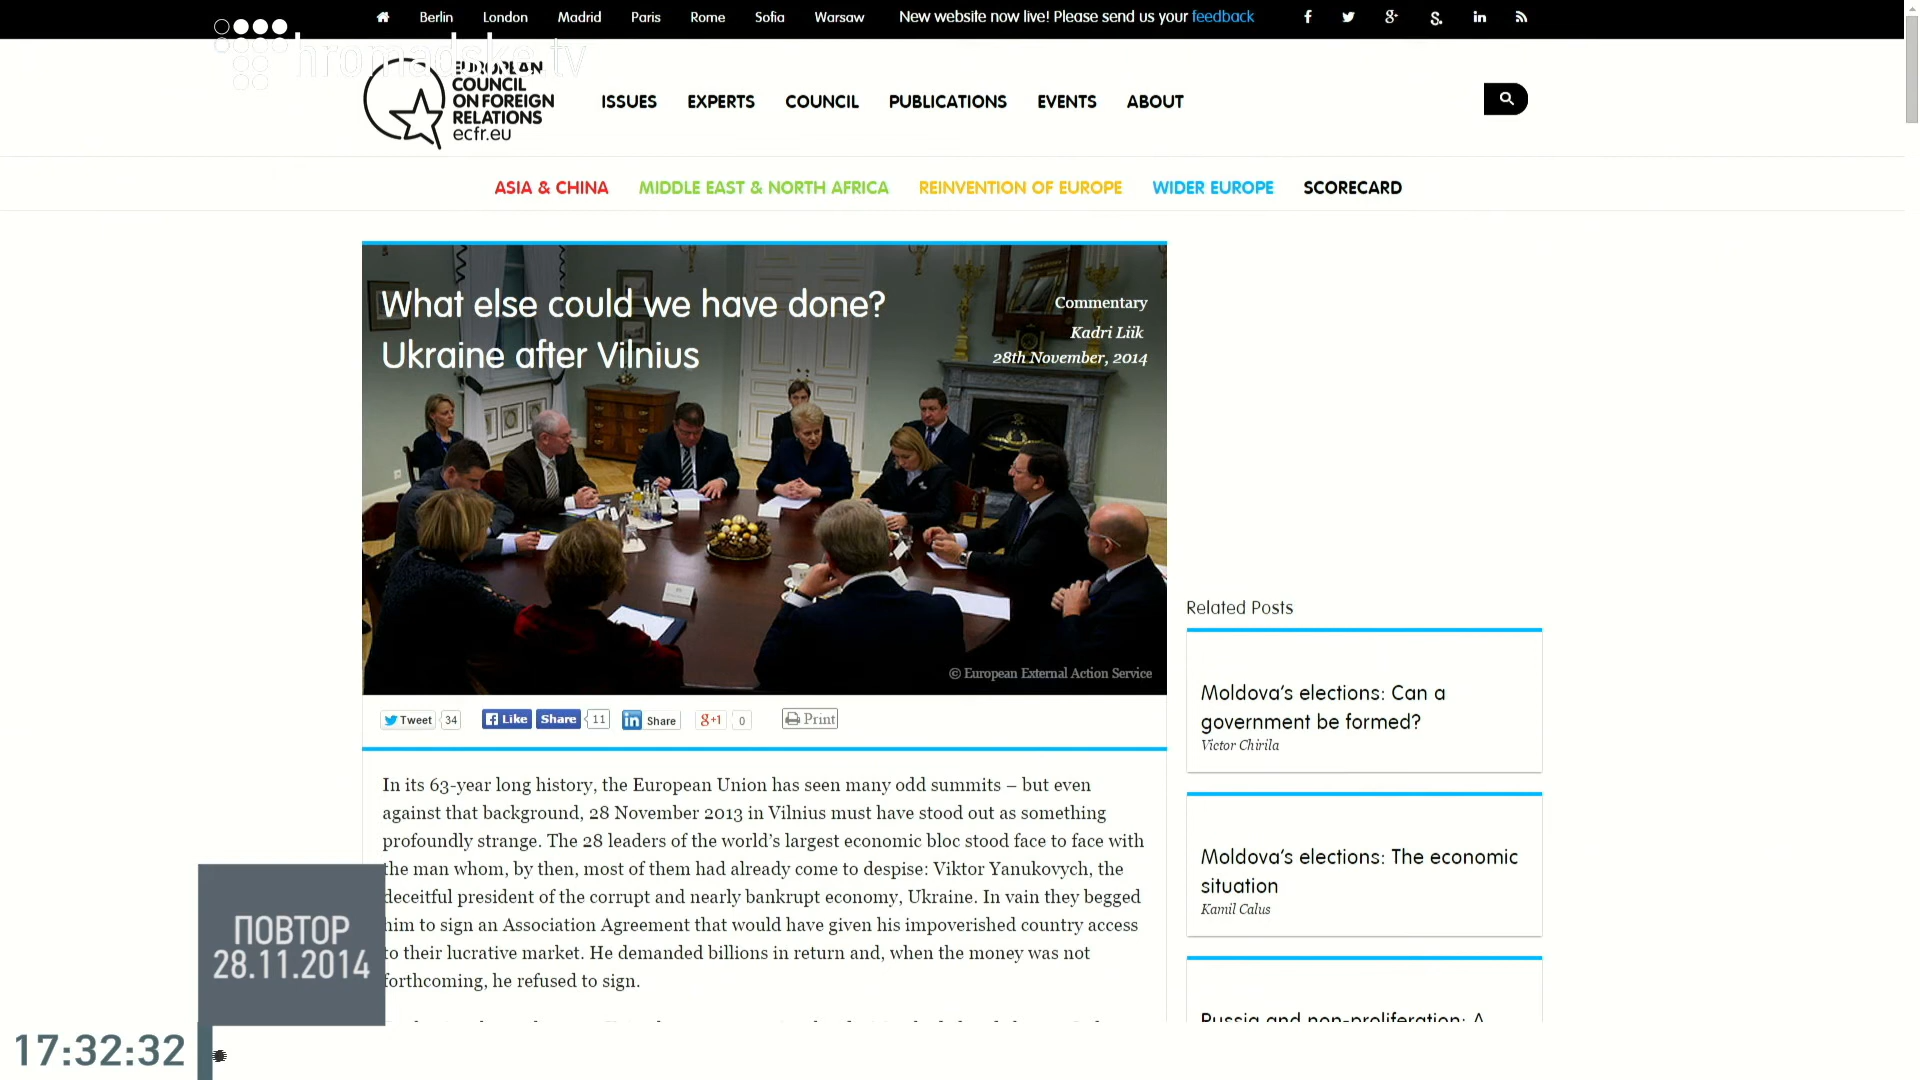 Berlin London Madrid Paris Rome Sofia Warsaw New website now live! Please send us your feedback
hromadske.tv
EUROPEAN
COUNCIL
ON FOREIGN
RELATIONS
ecfr.eu
ISSUES EXPERTS COUNCIL PUBLICATIONS EVENTS ABOUT
ASIA & CHINA MIDDLE EAST & NORTH AFRICA REINVENTION OF EUROPE WIDER EUROPE SCORECARD
What else could we have done?
Ukraine after Vilnius
Commentary
Kadri Liik
28th November, 2014
© European External Action Service
Tweet 34 Like Share 11 in Share g+1 0 Print
In its 63-year long history, the European Union has seen many odd summits – but even
against that background, 28 November 2013 in Vilnius must have stood out as something
profoundly strange. The 28 leaders of the world's largest economic bloc stood face to face with
the man whom, by then, most of them had already come to despise: Viktor Yanukovych, the
deceitful president of the corrupt and nearly bankrupt economy, Ukraine. In vain they begged
him to sign an Association Agreement that would have given his impoverished country access
to their lucrative market. He demanded billions in return and, when the money was not
forthcoming, he refused to sign.
Related Posts
Moldova's elections: Can a
government be formed?
Victor Chirila
Moldova's elections: The economic
situation
Kamil Calus
Russia and non-proliferation: A
ПОВТОР
28.11.2014
17:32:32